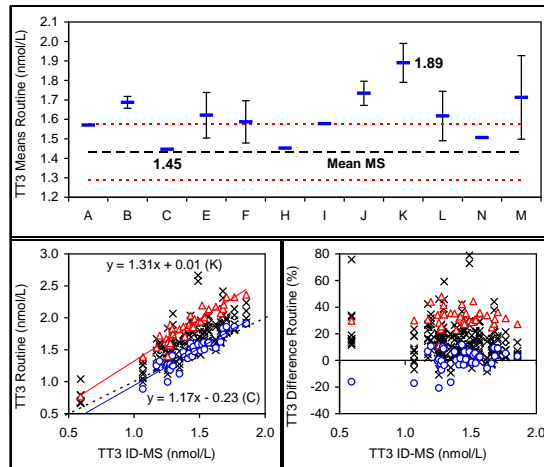 TT3 Means Routine (nmol/L)
2.1
2.0
1.9
1.8
1.7
1.6
1.5
1.4
1.3
1.2
1.1
1.89
1.45
Mean MS
A B C E F H I J K L N M
TT3 Routine (nmol/L)
3.0
2.5
2.0
1.5
1.0
0.5
y = 1.31x + 0.01 (K)
y = 1.17x - 0.23 (C)
0.5 1.0 1.5 2.0
TT3 ID-MS (nmol/L)
TT3 Difference Routine (%)
80
60
40
20
0
-20
-40
0.5 1.0 1.5 2.0
TT3 ID-MS (nmol/L)